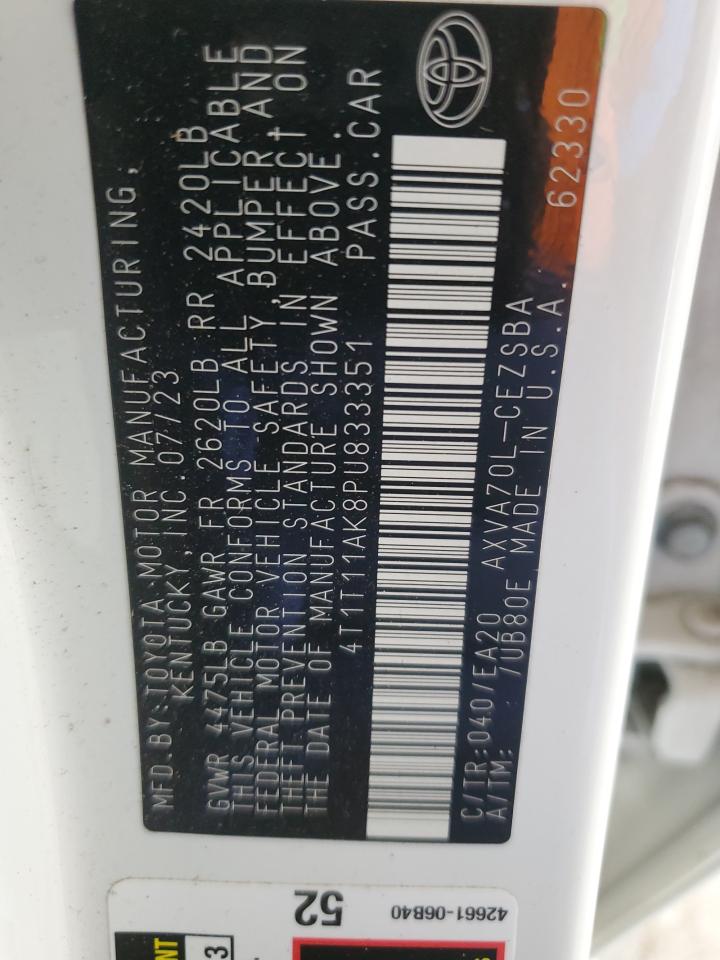 MFD.BY:TOYOTA MOTOR MANUFACTURING,
KENTUCKY,INC.07/23
GVWR 4475LB GAWR FR 2620LB RR 2420LB
THIS VEHICLE CONFORMS TO ALL APPLICABLE
FEDERAL MOTOR VEHICLE SAFETY,BUMPER,AND
THEFT PREVENTION STANDARDS IN EFFECT ON
THE DATE OF MANUFACTURE SHOWN ABOVE.
4T1T11AK8PU833351 PASS.CAR
C/TR:040/EA20 AXVA70L-CEZSBA
A/TM: /UB80E MADE IN U.S.A. 62330
52
42661-06B40